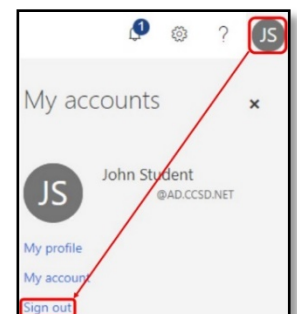 1 ? JS
My accounts x
JS
John Student
@AD.CCSD.NET
My profile
My account
Sign out